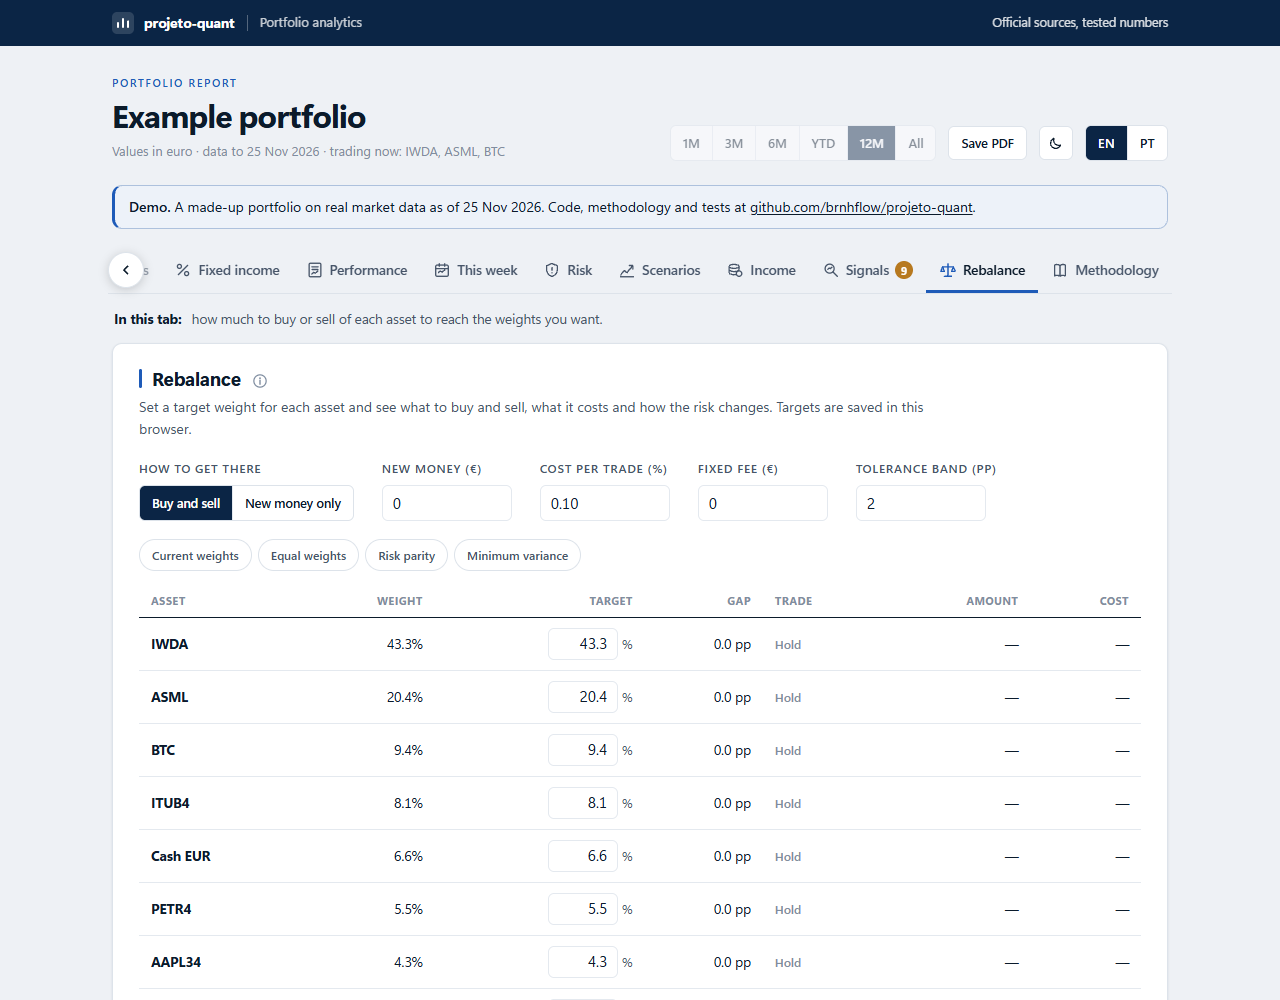 projeto-quant Portfolio analytics Official sources, tested numbers
PORTFOLIO REPORT
Example portfolio
Values in euro · data to 25 Nov 2026 · trading now: IWDA, ASML, BTC
1M 3M 6M YTD 12M All Save PDF EN PT
Demo. A made-up portfolio on real market data as of 25 Nov 2026. Code, methodology and tests at github.com/brnhflow/projeto-quant.
Fixed income Performance This week Risk Scenarios Income Signals 9 Rebalance Methodology
In this tab: how much to buy or sell of each asset to reach the weights you want.
Rebalance
Set a target weight for each asset and see what to buy and sell, what it costs and how the risk changes. Targets are saved in this
browser.
HOW TO GET THERE NEW MONEY (€) COST PER TRADE (%) FIXED FEE (€) TOLERANCE BAND (PP)
Buy and sell New money only 0 0.10 0 2
Current weights Equal weights Risk parity Minimum variance
ASSET WEIGHT TARGET GAP TRADE AMOUNT COST
IWDA 43.3% 43.3 % 0.0 pp Hold — —
ASML 20.4% 20.4 % 0.0 pp Hold — —
BTC 9.4% 9.4 % 0.0 pp Hold — —
ITUB4 8.1% 8.1 % 0.0 pp Hold — —
Cash EUR 6.6% 6.6 % 0.0 pp Hold — —
PETR4 5.5% 5.5 % 0.0 pp Hold — —
AAPL34 4.3% 4.3 % 0.0 pp Hold — —